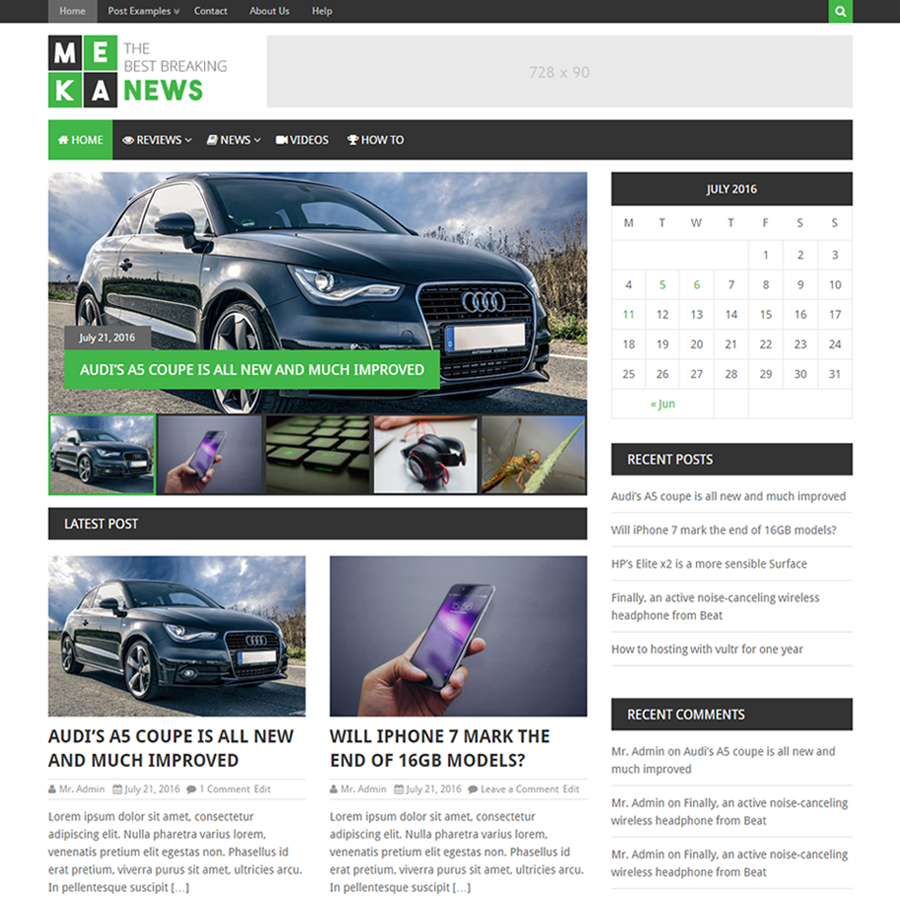 Home Post Examples Contact About Us Help
M E
K A
THE
BEST BREAKING
NEWS
728 x 90
HOME REVIEWS NEWS VIDEOS HOW TO
July 21, 2016
AUDI'S A5 COUPE IS ALL NEW AND MUCH IMPROVED
LATEST POST
AUDI'S A5 COUPE IS ALL NEW
AND MUCH IMPROVED
Mr. Admin July 21, 2016 1 Comment Edit
Lorem ipsum dolor sit amet, consectetur
adipiscing elit. Nulla pharetra varius lorem,
venenatis pretium elit egestas non. Phasellus id
erat pretium, viverra purus sit amet, ultricies arcu.
In pellentesque suscipit [...]
WILL IPHONE 7 MARK THE
END OF 16GB MODELS?
Mr. Admin July 21, 2016 Leave a Comment Edit
Lorem ipsum dolor sit amet, consectetur
adipiscing elit. Nulla pharetra varius lorem,
venenatis pretium elit egestas non. Phasellus id
erat pretium, viverra purus sit amet, ultricies arcu.
In pellentesque suscipit [...]
JULY 2016
M T W T F S S
1 2 3
4 5 6 7 8 9 10
11 12 13 14 15 16 17
18 19 20 21 22 23 24
25 26 27 28 29 30 31
« Jun
RECENT POSTS
Audi's A5 coupe is all new and much improved
Will iPhone 7 mark the end of 16GB models?
HP's Elite x2 is a more sensible Surface
Finally, an active noise-canceling wireless
headphone from Beat
How to hosting with vultr for one year
RECENT COMMENTS
Mr. Admin on Audi's A5 coupe is all new and
much improved
Mr. Admin on Finally, an active noise-canceling
wireless headphone from Beat
Mr. Admin on Finally, an active noise-canceling
wireless headphone from Beat